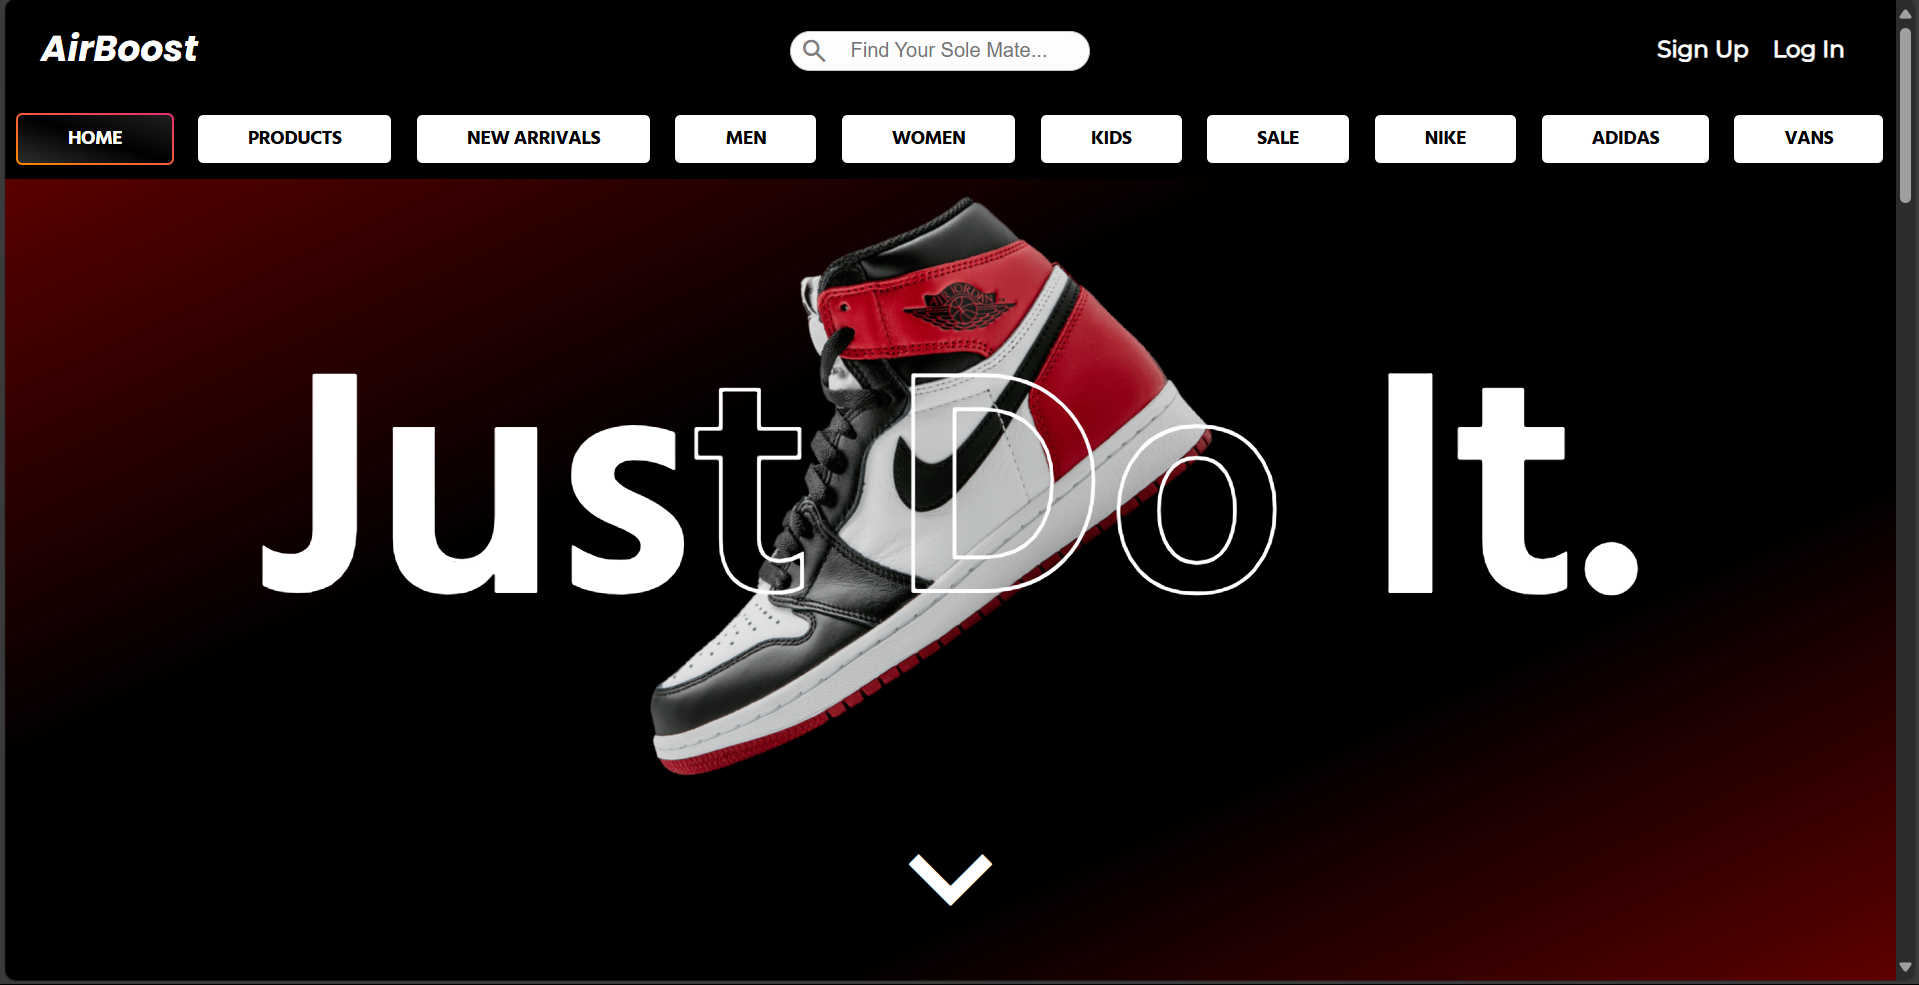 AirBoost
Find Your Sole Mate...
Sign Up
Log In
HOME
PRODUCTS
NEW ARRIVALS
MEN
WOMEN
KIDS
SALE
NIKE
ADIDAS
VANS
AIR JORDAN
Just Do It.